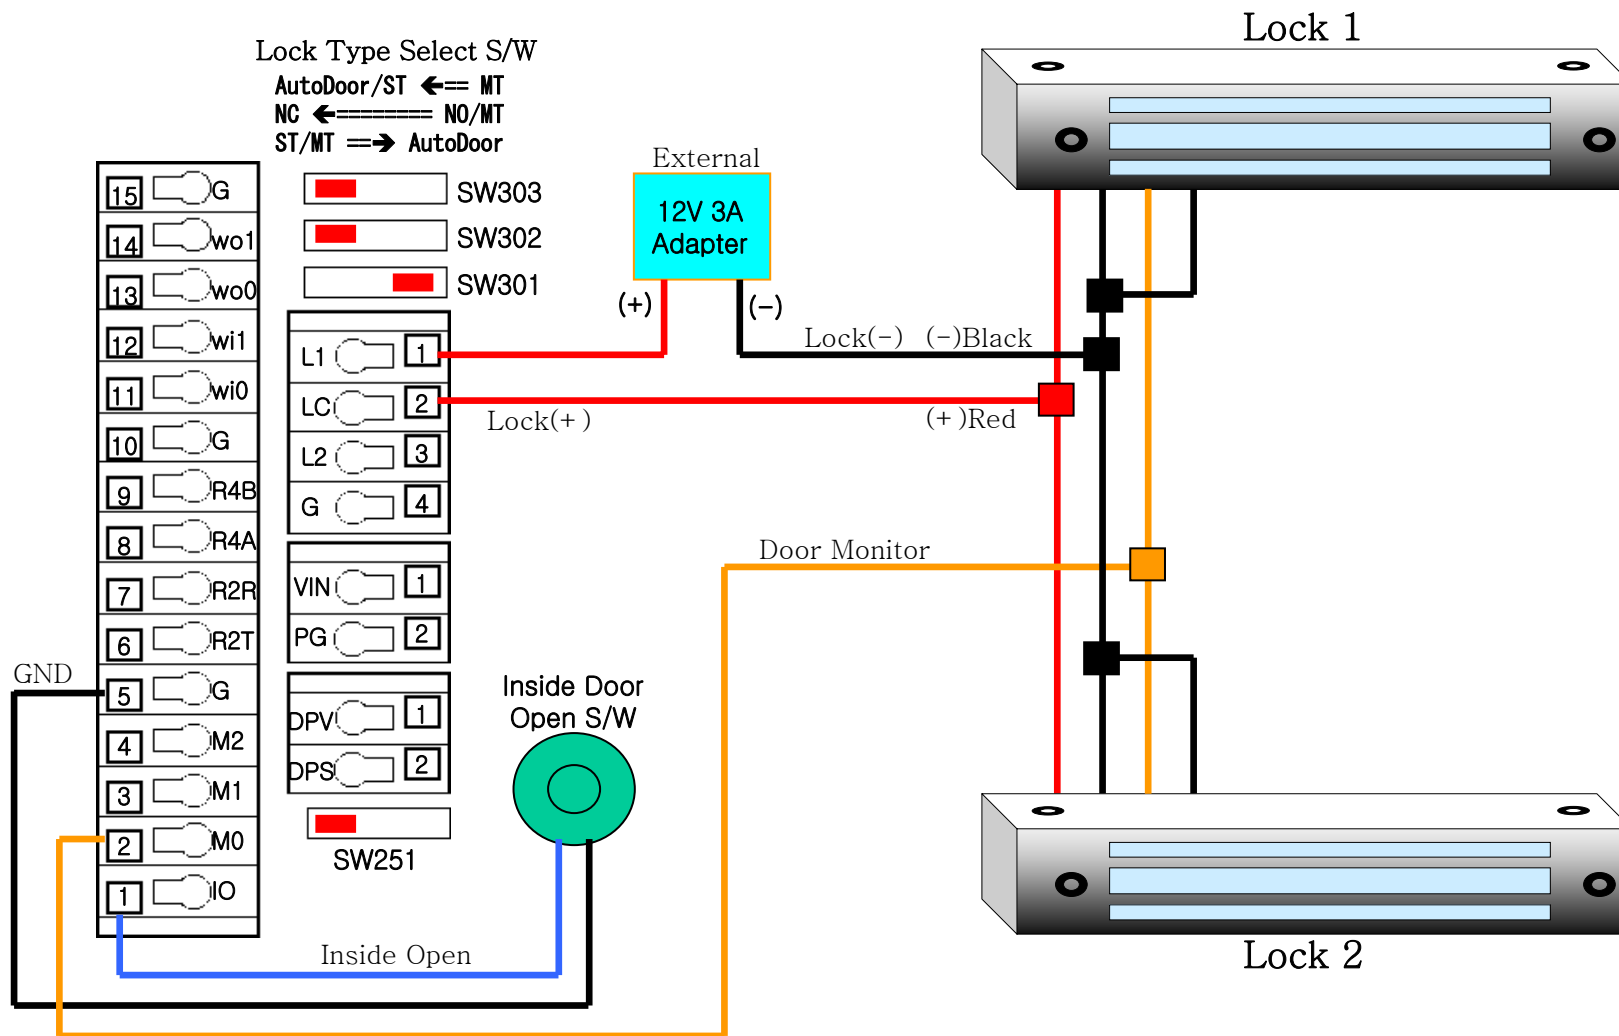 Lock 1
Lock Type Select S/W
AutoDoor/ST ←== MT
NC ←======== NO/MT
ST/MT ==→ AutoDoor
External
12V 3A
Adapter
(+)
(-)
SW303
SW302
SW301
15 G
14 wo1
13 wo0
12 wi1
11 wi0
10 G
9 R4B
8 R4A
7 R2R
6 R2T
5 G
4 M2
3 M1
2 M0
1 IO
L1 1
LC 2
L2 3
G 4
VIN 1
PG 2
DPV 1
DPS 2
SW251
Lock(-) (-)Black
Lock(+) (+)Red
Door Monitor
GND
Inside Door
Open S/W
Inside Open
Lock 2